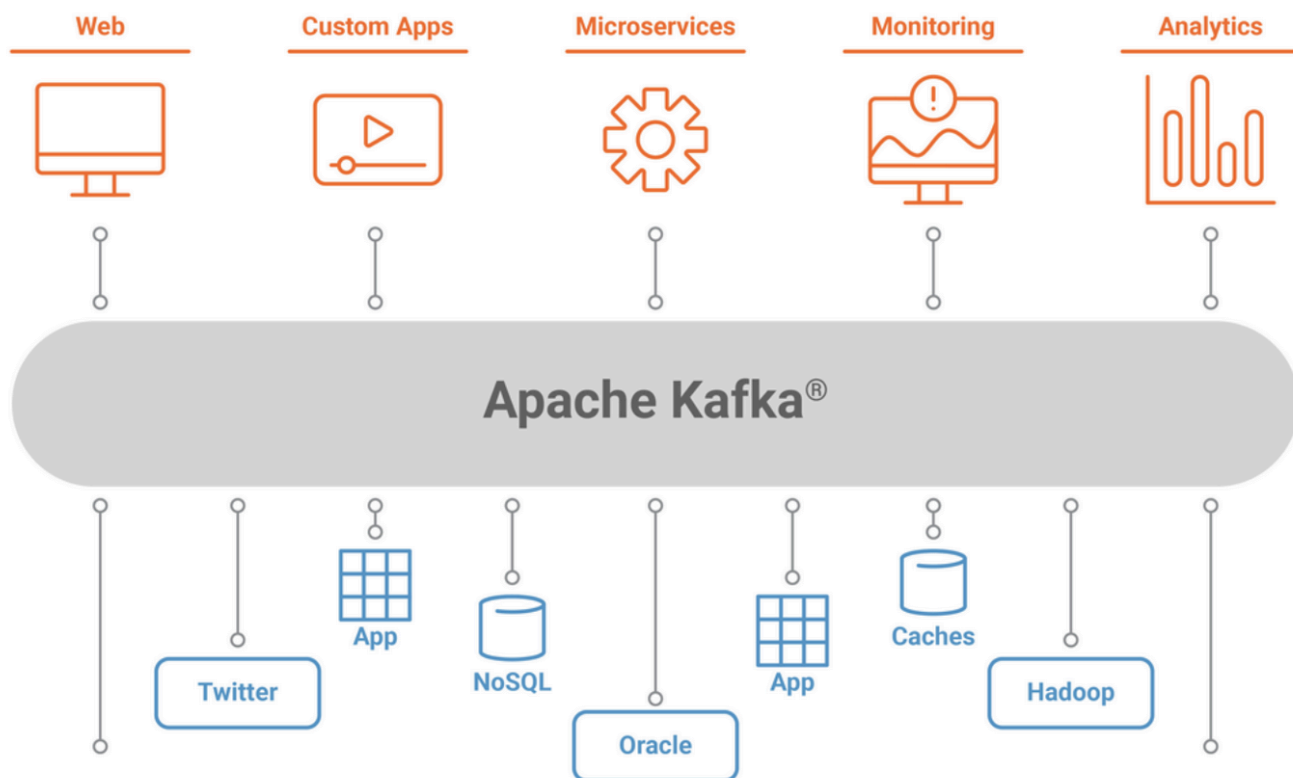 Web
Custom Apps
Microservices
Monitoring
Analytics
Apache Kafka®
App
Caches
Twitter
NoSQL
App
Hadoop
Oracle